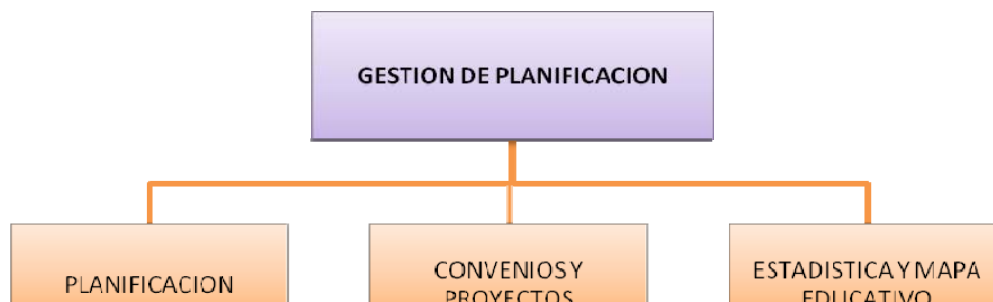 GESTION DE PLANIFICACION
PLANIFICACION
CONVENIOS Y
PROYECTOS
ESTADISTICA Y MAPA
EDUCATIVO